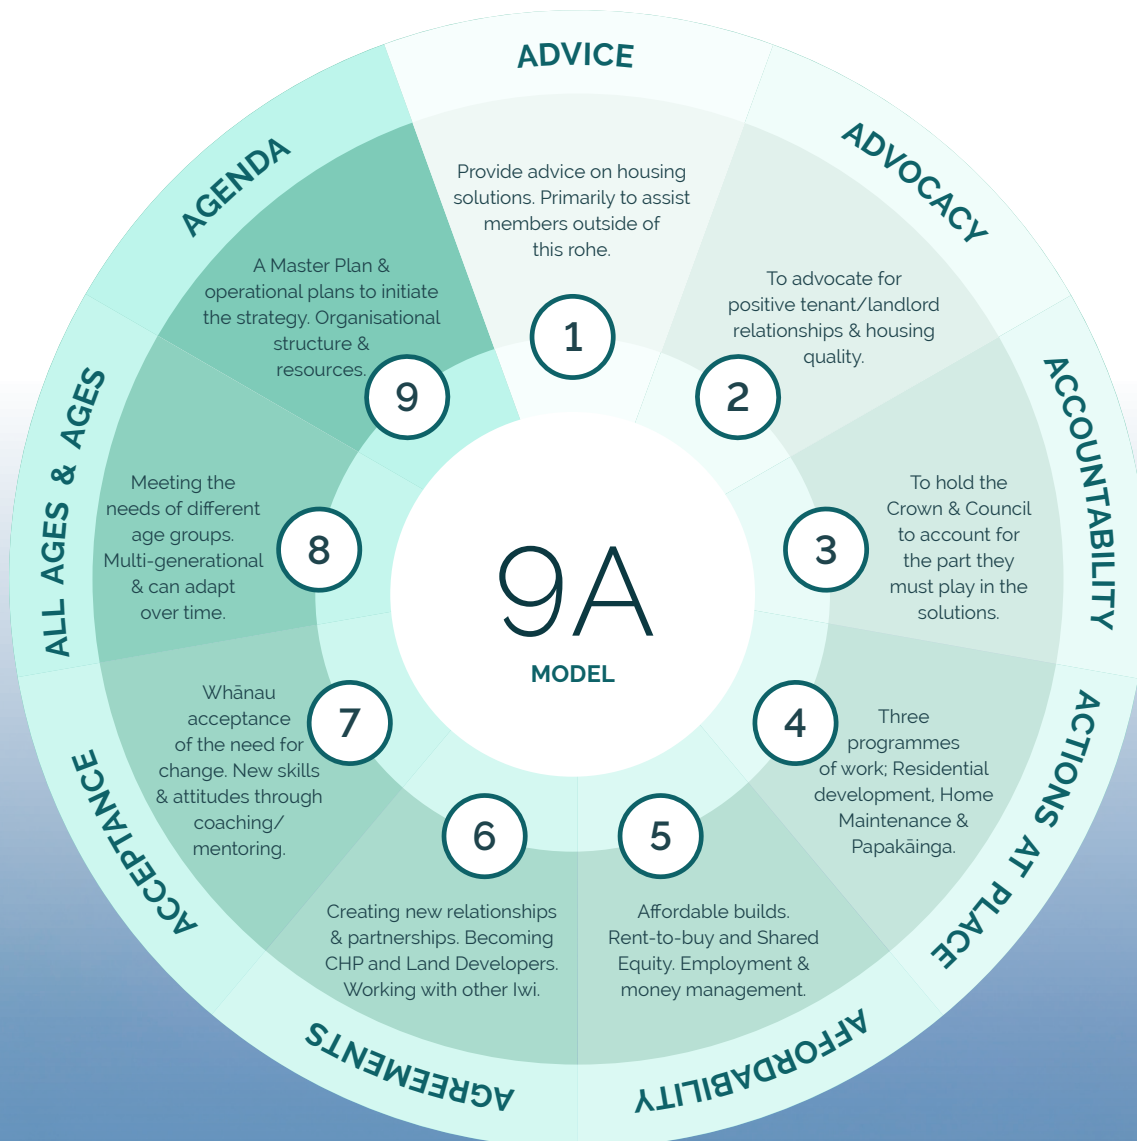 9A
MODEL
ADVICE
Provide advice on housing
solutions. Primarily to assist
members outside of
this rohe.
1
ADVOCACY
To advocate for
positive tenant/landlord
relationships & housing
quality.
2
ACCOUNTABILITY
To hold the
Crown & Council
to account for
the part they
must play in the
solutions.
3
ACTIONS AT PLACE
Three
programmes
of work; Residential
development, Home
Maintenance &
Papakāinga.
4
AFFORDABILITY
Affordable builds.
Rent-to-buy and Shared
Equity. Employment &
money management.
5
AGREEMENTS
Creating new relationships
& partnerships. Becoming
CHP and Land Developers.
Working with other Iwi.
6
ACCEPTANCE
Whānau
acceptance
of the need for
change. New skills
& attitudes through
coaching/
mentoring.
7
ALL AGES & AGES
Meeting the
needs of different
age groups.
Multi-generational
& can adapt
over time.
8
AGENDA
A Master Plan &
operational plans to initiate
the strategy. Organisational
structure &
resources.
9